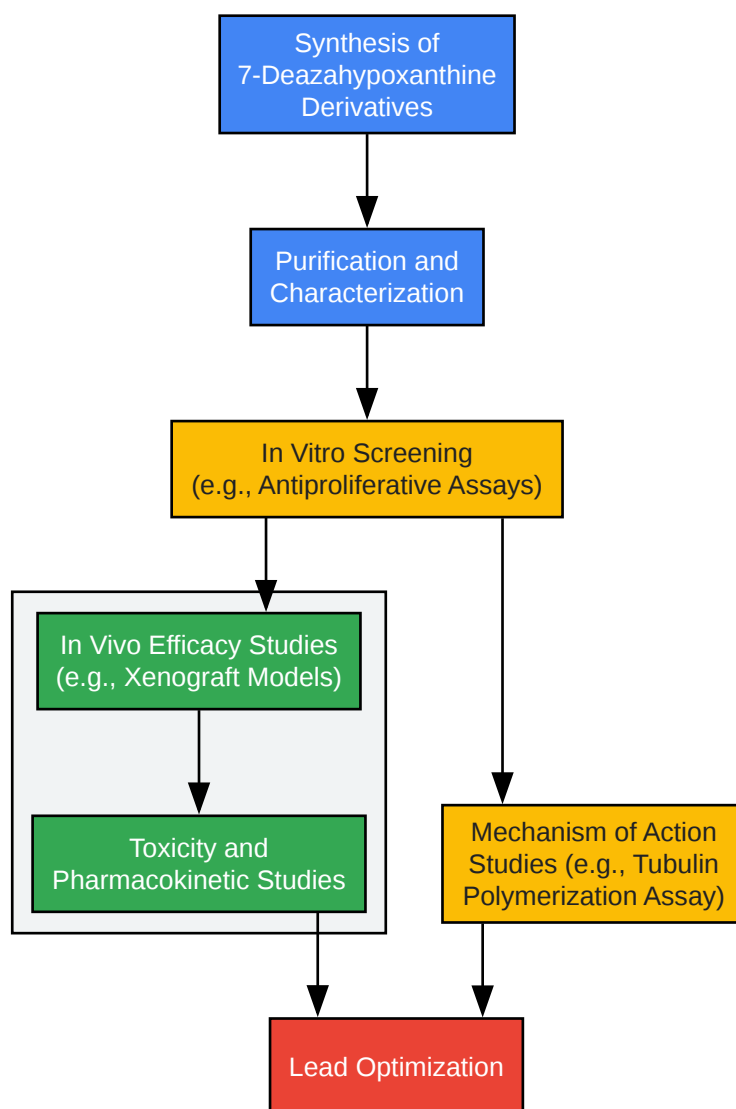 Synthesis of
7-Deazahypoxanthine
Derivatives
Purification and
Characterization
In Vitro Screening
(e.g., Antiproliferative Assays)
In Vivo Efficacy Studies
(e.g., Xenograft Models)
Toxicity and
Pharmacokinetic Studies
Mechanism of Action
Studies (e.g., Tubulin
Polymerization Assay)
Lead Optimization